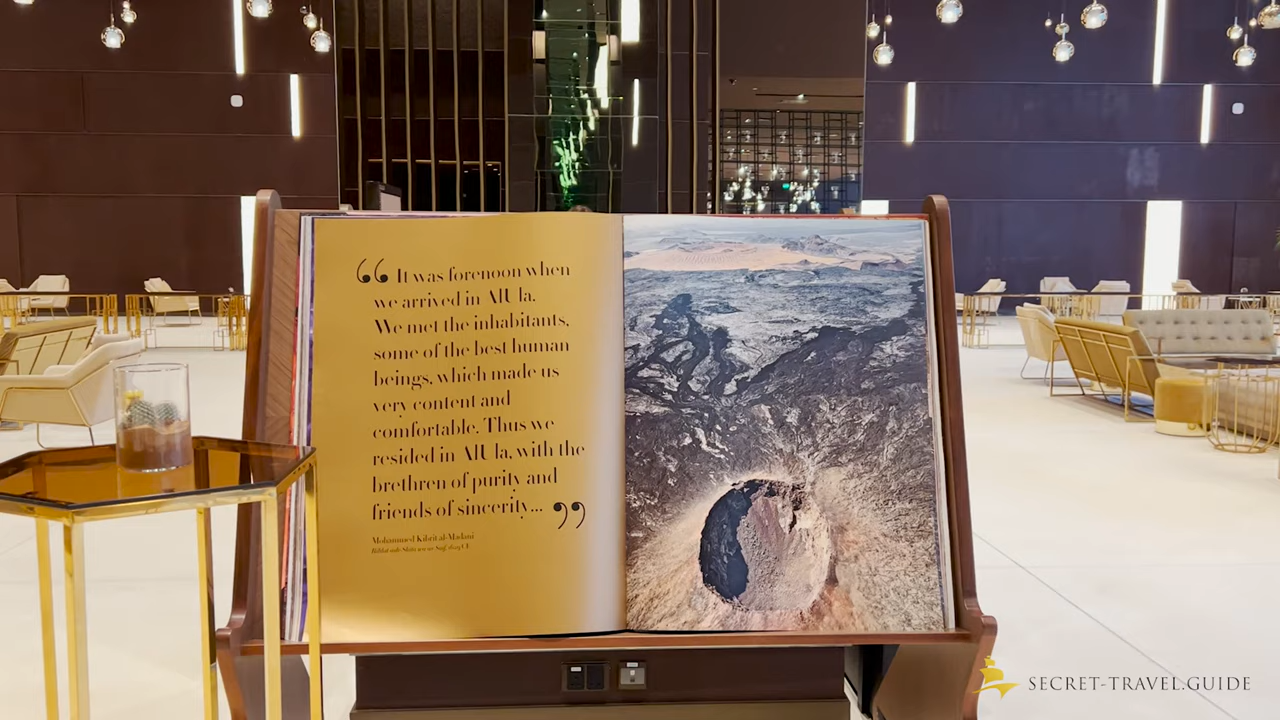 “ It was forenoon when
we arrived in AlUla.
We met the inhabitants,
some of the best human
beings, which made us
very content and
comfortable. Thus we
resided in AlUla, with the
brethren of purity and
friends of sincerity... ”
Mohammed Kibrit al-Madani
SECRET-TRAVEL.GUIDE